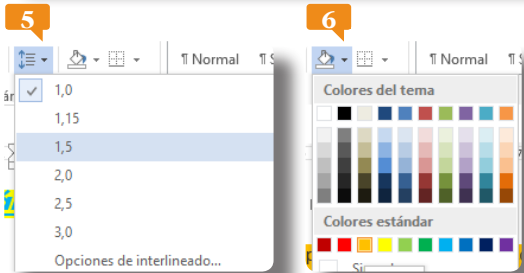 5
¶ Normal
1,0
1,15
1,5
2,0
2,5
3,0
Opciones de interlineado...
6
¶ Normal
Colores del tema
Colores estándar